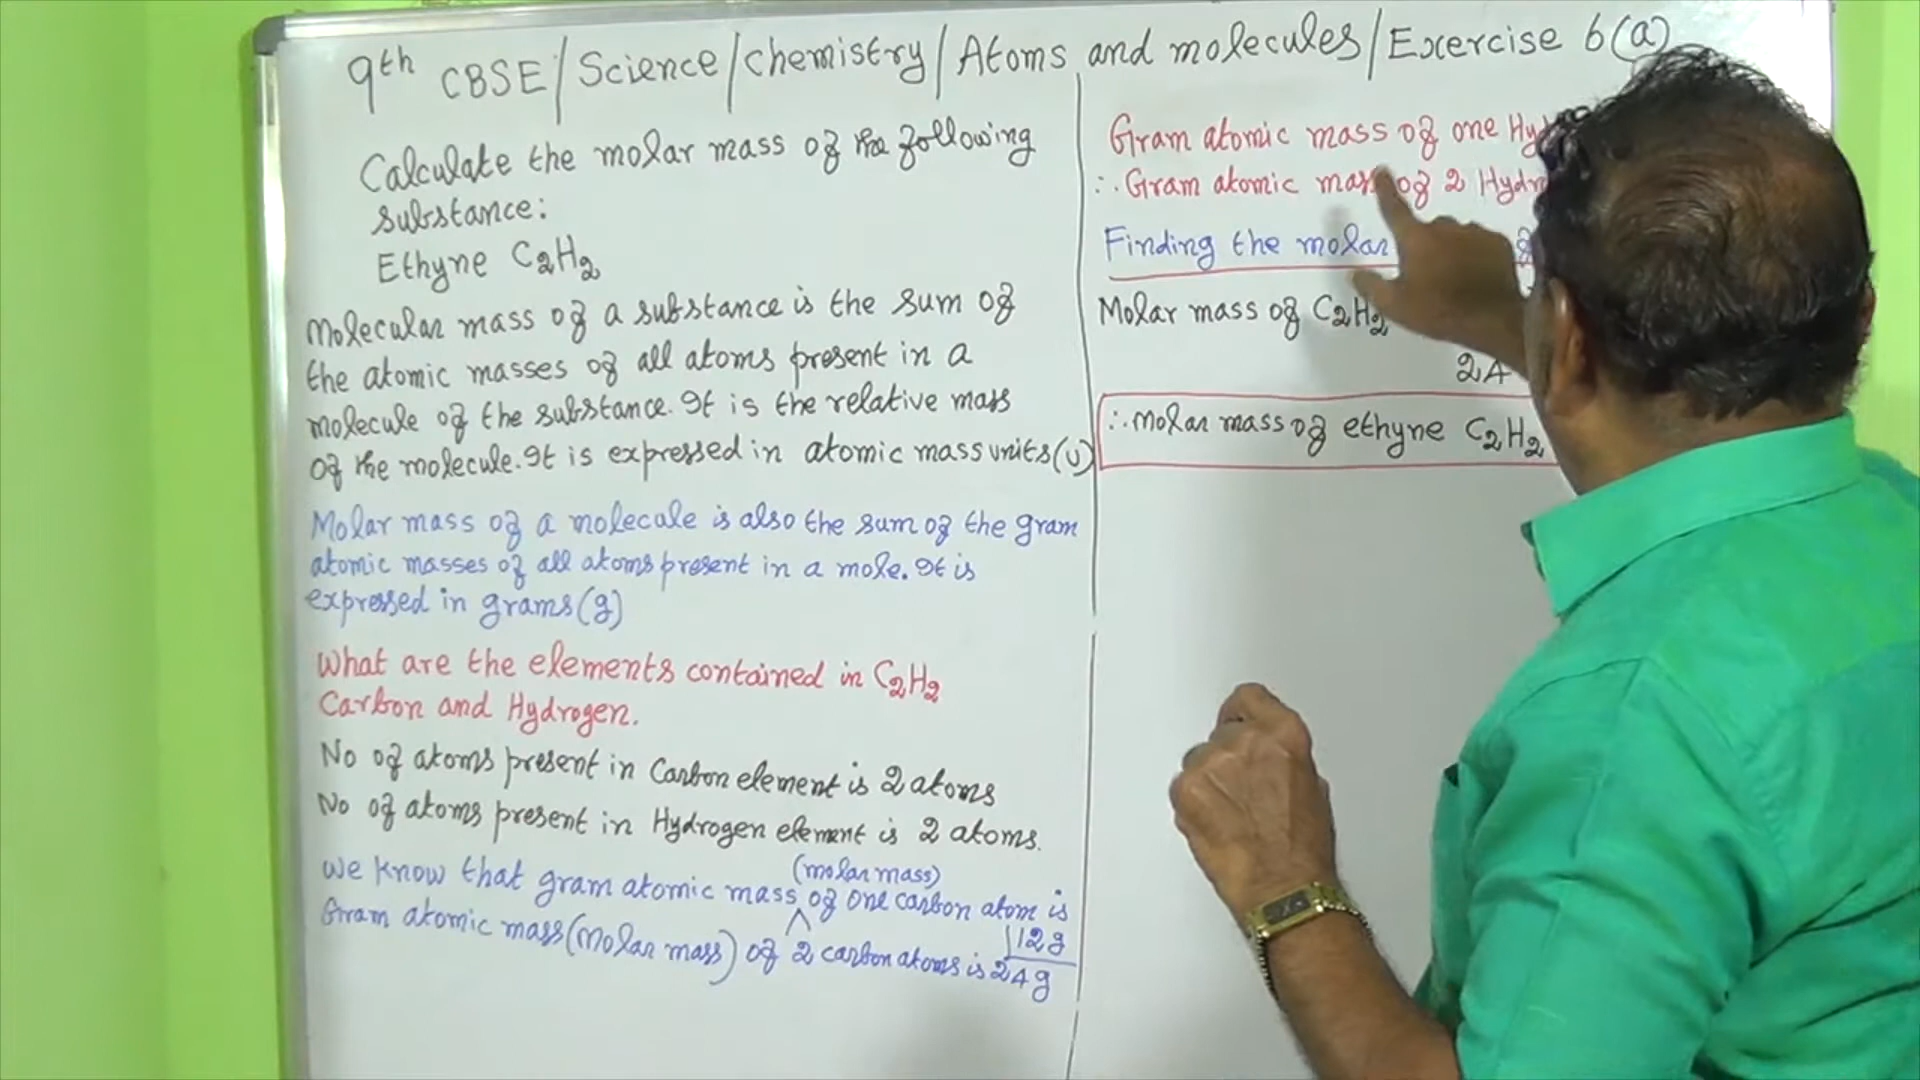 9th CBSE/Science/chemistry/Atoms and molecules/Exercise 6(a)
Calculate the molar mass of the following
substance:
Ethyne C2H2
Molecular mass of a substance is the sum of
the atomic masses of all atoms present in a
molecule of the substance. It is the relative mass
of the molecule. It is expressed in atomic mass units(u)
Molar mass of a molecule is also the sum of the gram
atomic masses of all atoms present in a mole. It is
expressed in grams(g)
What are the elements contained in C2H2
Carbon and Hydrogen.
No of atoms present in Carbon element is 2 atoms
No of atoms present in Hydrogen element is 2 atoms.
(molar mass)
We know that gram atomic mass of one carbon atom is
12g
Gram atomic mass(Molar mass) of 2 carbon atoms is 24g
Gram atomic mass of one Hy
∴ Gram atomic mass of 2 Hydr
Finding the molar
Molar mass of C2H2
24
∴ Molar mass of ethyne C2H2